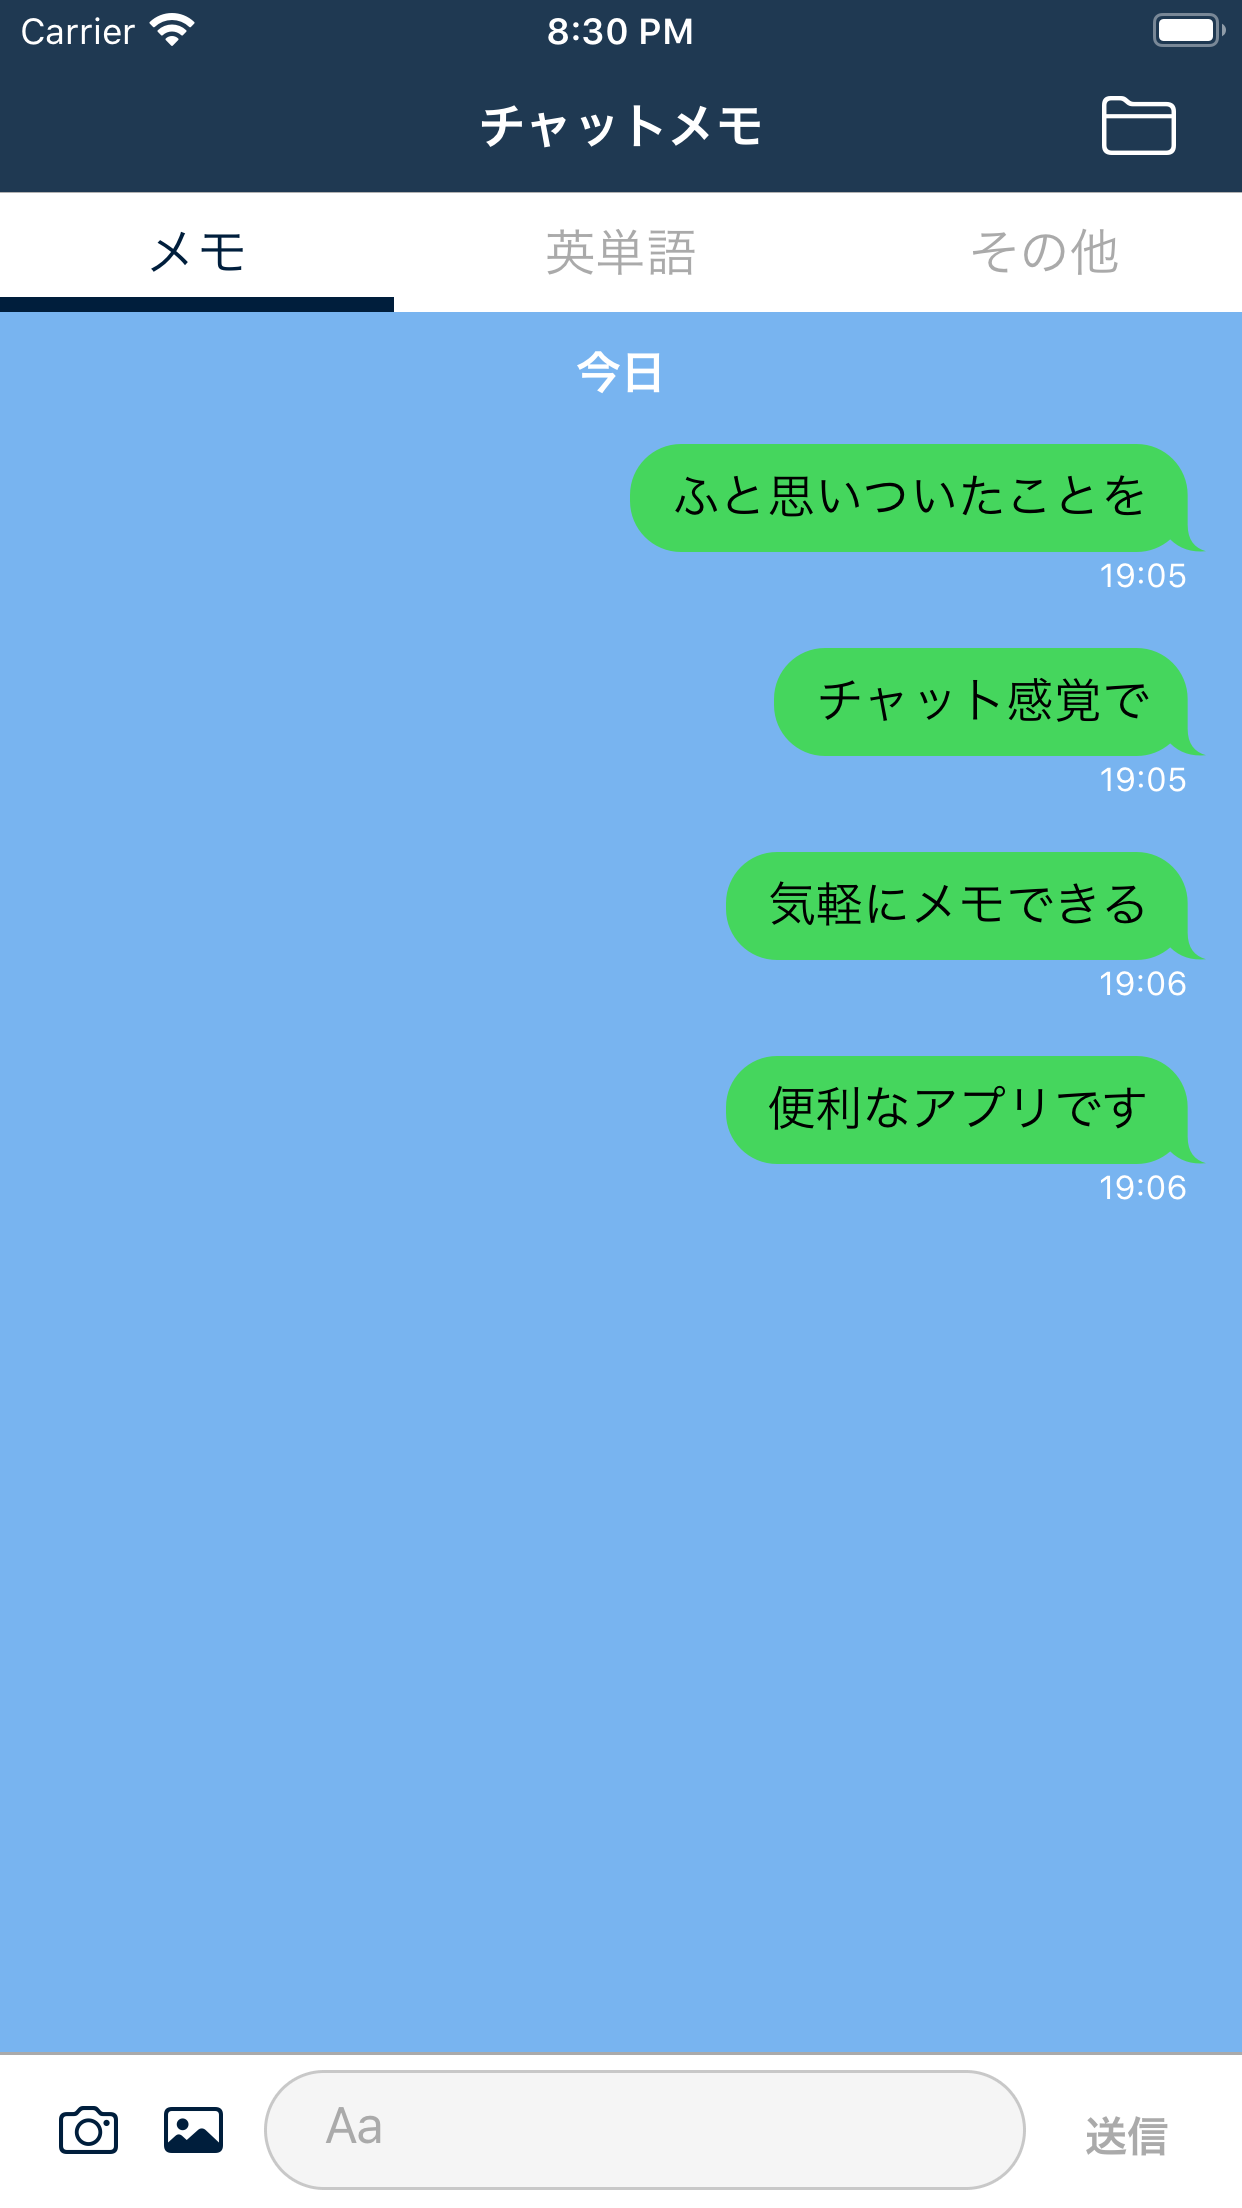 Carrier 8:30 PM
チャットメモ
メモ 英単語 その他
今日
ふと思いついたことを
19:05
チャット感覚で
19:05
気軽にメモできる
19:06
便利なアプリです
19:06
Aa 送信